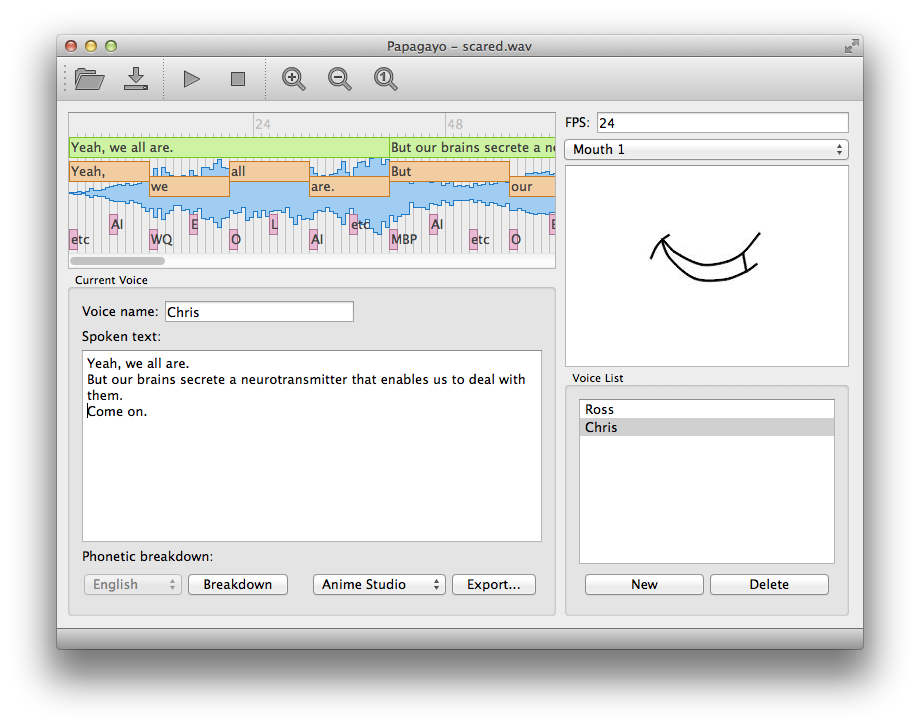 Papagayo – scared.wav
1
24 48
Yeah, we all are. But our brains secrete a ne
Yeah, all But
we are. our
AI E L etc AI E
etc WQ O AI MBP etc O
FPS: 24
Mouth 1
Current Voice
Voice name: Chris
Spoken text:
Yeah, we all are.
But our brains secrete a neurotransmitter that enables us to deal with
them.
Come on.
Phonetic breakdown:
English Breakdown Anime Studio Export...
Voice List
Ross
Chris
New Delete